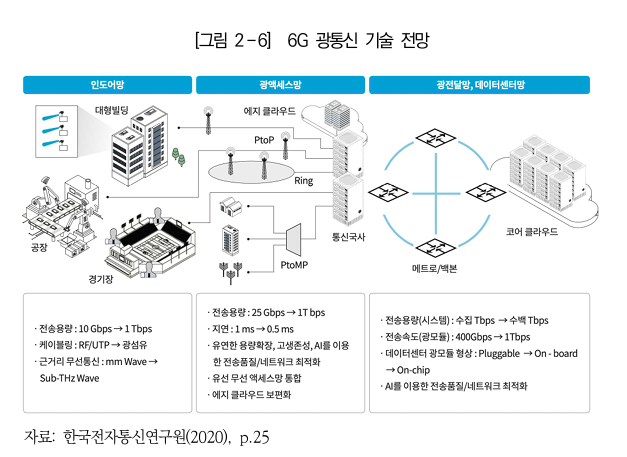 [그림 2-6] 6G 광통신 기술 전망
인도어망
광액세스망
광전달망, 데이터센터망
대형빌딩
공장
경기장
에지 클라우드
PtoP
Ring
통신국사
PtoMP
메트로/백본
코어 클라우드
· 전송용량 : 10 Gbps → 1 Tbps
· 케이블링 : RF/UTP → 광섬유
· 근거리 무선통신 : mm Wave →
Sub-THz Wave
· 전송용량 : 25 Gbps → 1T bps
· 지연 : 1 ms → 0.5 ms
· 유연한 용량확장, 고생존성, AI를 이용
한 전송품질/네트워크 최적화
· 유선 무선 액세스망 통합
· 에지 클라우드 보편화
· 전송용량(시스템) : 수집 Tbps → 수백 Tbps
· 전송속도(광모듈) : 400Gbps → 1Tbps
· 데이터센터 광모듈 형상 : Pluggable → On - board
→ On-chip
· AI를 이용한 전송품질/네트워크 최적화
자료: 한국전자통신연구원(2020), p.25